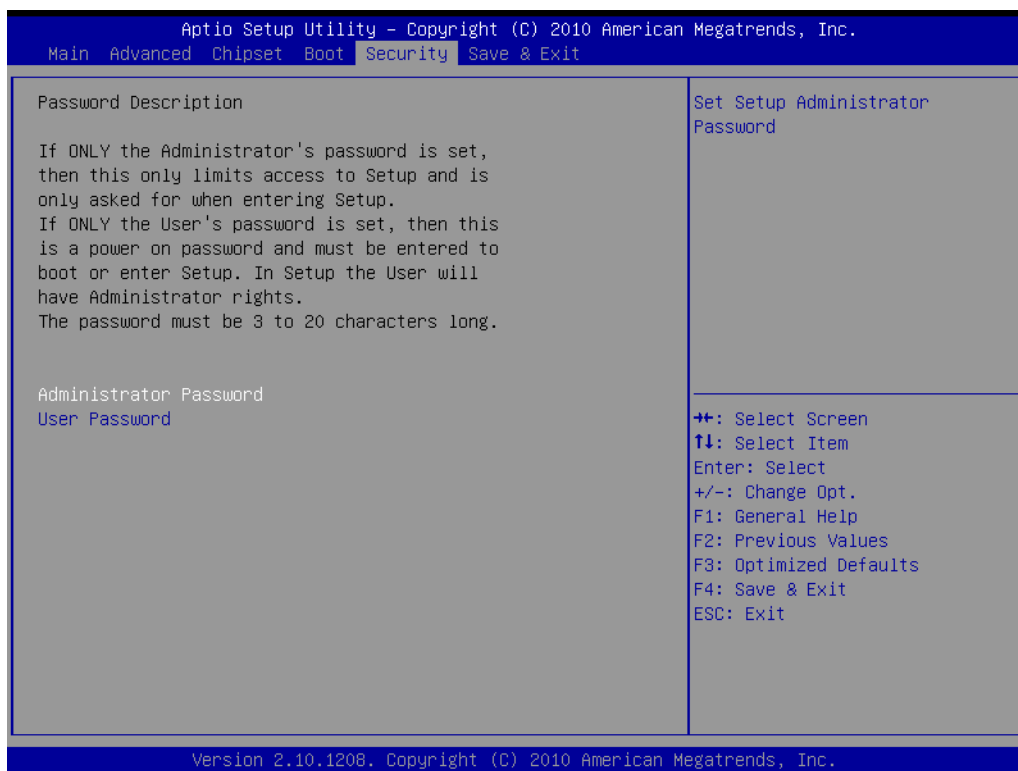 Aptio Setup Utility – Copyright (C) 2010 American Megatrends, Inc.
Main Advanced Chipset Boot Security Save & Exit
Password Description
If ONLY the Administrator's password is set,
then this only limits access to Setup and is
only asked for when entering Setup.
If ONLY the User's password is set, then this
is a power on password and must be entered to
boot or enter Setup. In Setup the User will
have Administrator rights.
The password must be 3 to 20 characters long.
Administrator Password
User Password
Set Setup Administrator
Password
→←: Select Screen
↑↓: Select Item
Enter: Select
+/-: Change Opt.
F1: General Help
F2: Previous Values
F3: Optimized Defaults
F4: Save & Exit
ESC: Exit
Version 2.10.1208. Copyright (C) 2010 American Megatrends, Inc.